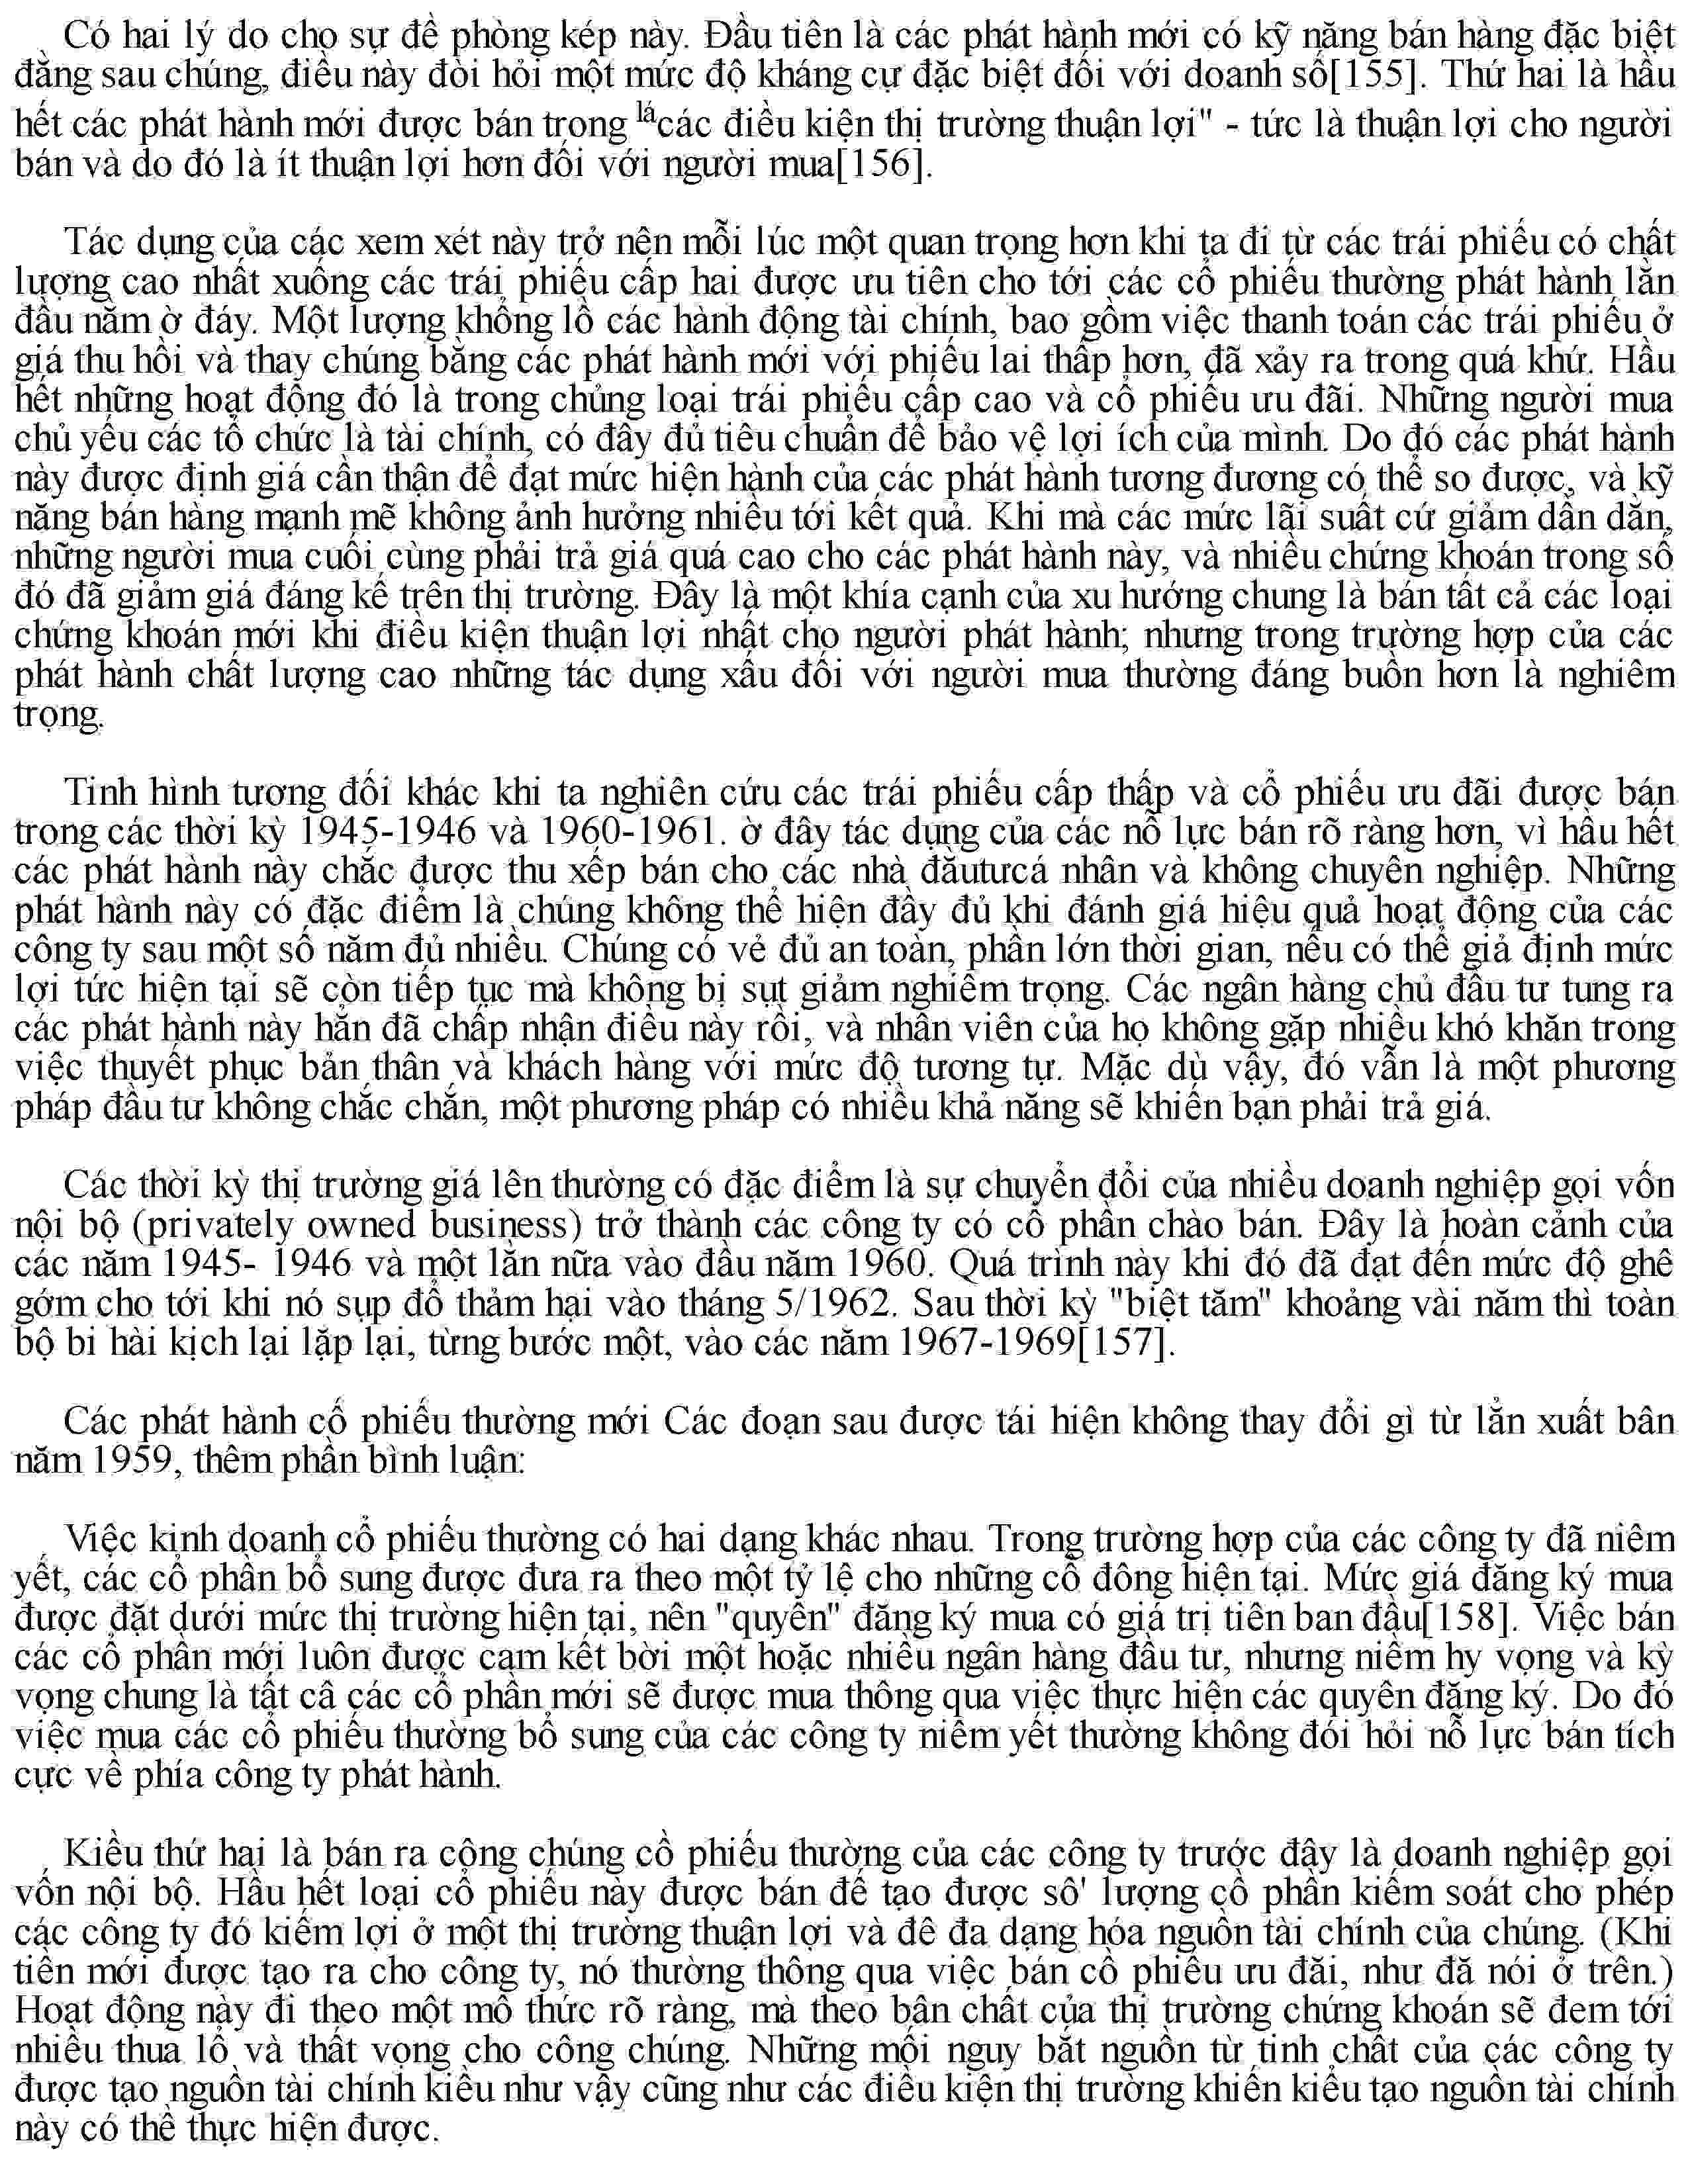 Có hai lý do cho sự đề phòng kép này. Đầu tiên là các phát hành mới có kỹ năng bán hàng đặc biệt
đằng sau chúng, điều này đòi hỏi một mức độ kháng cự đặc biệt đối với doanh số[155]. Thứ hai là hầu
hết các phát hành mới được bán trong lácác điều kiện thị trường thuận lợi" - tức là thuận lợi cho người
bán và do đó là ít thuận lợi hơn đối với người mua[156].
Tác dụng của các xem xét này trở nên mỗi lúc một quan trọng hơn khi ta đi từ các trái phiếu có chất
lượng cao nhất xuống các trái phiếu cấp hai được ưu tiên cho tới các cổ phiếu thường phát hành lần
đầu nằm ở đáy. Một lượng khổng lồ các hành động tài chính, bao gồm việc thanh toán các trái phiếu ở
giá thu hồi và thay chúng bằng các phát hành mới với phiếu lai thấp hơn, đã xảy ra trong quá khứ. Hầu
hết những hoạt động đó là trong chủng loại trái phiếu cấp cao và cổ phiếu ưu đãi. Những người mua
chủ yếu các tổ chức là tài chính, có đầy đủ tiêu chuẩn để bảo vệ lợi ích của mình. Do đó các phát hành
này được định giá cần thận để đạt mức hiện hành của các phát hành tương đương có thể so được, và kỹ
năng bán hàng mạnh mẽ không ảnh hưởng nhiều tới kết quả. Khi mà các mức lãi suất cứ giảm dần dần,
những người mua cuối cùng phải trả giá quá cao cho các phát hành này, và nhiều chứng khoán trong số
đó đã giảm giá đáng kể trên thị trường. Đây là một khía cạnh của xu hướng chung là bán tất cả các loại
chứng khoán mới khi điều kiện thuận lợi nhất cho người phát hành; nhưng trong trường hợp của các
phát hành chất lượng cao những tác dụng xấu đối với người mua thường đáng buồn hơn là nghiêm
trọng.
Tinh hình tương đối khác khi ta nghiên cứu các trái phiếu cấp thấp và cổ phiếu ưu đãi được bán
trong các thời kỳ 1945-1946 và 1960-1961. ờ đây tác dụng của các nỗ lực bán rõ ràng hơn, vì hầu hết
các phát hành này chắc được thu xếp bán cho các nhà đầutưcá nhân và không chuyên nghiệp. Những
phát hành này có đặc điểm là chúng không thể hiện đầy đủ khi đánh giá hiệu quả hoạt động của các
công ty sau một số năm đủ nhiều. Chúng có vẻ đủ an toàn, phần lớn thời gian, nếu có thể giả định mức
lợi tức hiện tại sẽ còn tiếp tục mà không bị sụt giảm nghiêm trọng. Các ngân hàng chủ đầu tư tung ra
các phát hành này hẳn đã chấp nhận điều này rồi, và nhân viên của họ không gặp nhiều khó khăn trong
việc thuyết phục bản thân và khách hàng với mức độ tương tự. Mặc dù vậy, đó vẫn là một phương
pháp đầu tư không chắc chắn, một phương pháp có nhiều khả năng sẽ khiến bạn phải trả giá.
Các thời kỳ thị trường giá lên thường có đặc điểm là sự chuyển đổi của nhiều doanh nghiệp gọi vốn
nội bộ (privately owned business) trở thành các công ty có cổ phần chào bán. Đây là hoàn cảnh của
các năm 1945- 1946 và một lần nữa vào đầu năm 1960. Quá trình này khi đó đã đạt đến mức độ ghê
gớm cho tới khi nó sụp đổ thảm hại vào tháng 5/1962. Sau thời kỳ "biệt tăm" khoảng vài năm thì toàn
bộ bi hài kịch lại lặp lại, từng bước một, vào các năm 1967-1969[157].
Các phát hành cố phiếu thường mới Các đoạn sau được tái hiện không thay đổi gì từ lần xuất bân
năm 1959, thêm phần bình luận:
Việc kinh doanh cổ phiếu thường có hai dạng khác nhau. Trong trường hợp của các công ty đã niêm
yết, các cổ phần bổ sung được đưa ra theo một tỷ lệ cho những cổ đông hiện tại. Mức giá đăng ký mua
được đặt dưới mức thị trường hiện tại, nên "quyền" đăng ký mua có giá trị tiên ban đầu[158]. Việc bán
các cổ phần mới luôn được cam kết bời một hoặc nhiều ngân hàng đầu tư, nhưng niềm hy vọng và kỳ
vọng chung là tất câ các cổ phần mới sẽ được mua thông qua việc thực hiện các quyên đăng ký. Do đó
việc mua các cổ phiếu thường bổ sung của các công ty niêm yết thường không đói hỏi nỗ lực bán tích
cực về phía công ty phát hành.
Kiều thứ hai là bán ra công chúng cồ phiếu thường của các công ty trước đây là doanh nghiệp gọi
vốn nội bộ. Hầu hết loại cổ phiếu này được bán để tạo được sô' lượng cồ phần kiểm soát cho phép
các công ty đó kiếm lợi ở một thị trường thuận lợi và đê đa dạng hóa nguồn tài chính của chúng. (Khi
tiền mới được tạo ra cho công ty, nó thường thông qua việc bán cồ phiếu ưu đãi, như đã nói ở trên.)
Hoạt động này đi theo một mô thức rõ ràng, mà theo bân chất của thị trường chứng khoán sẽ đem tới
nhiều thua lỗ và thất vọng cho công chúng. Những mối nguy bắt nguồn từ tinh chất của các công ty
được tạo nguồn tài chính kiều như vậy cũng như các điều kiện thị trường khiến kiểu tạo nguồn tài chính
này có thể thực hiện được.